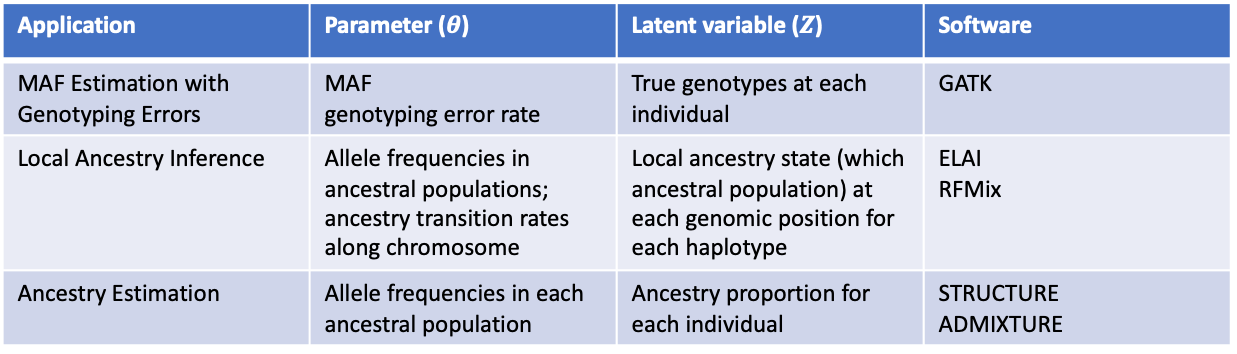 Application
Parameter (θ)
Latent variable (Z)
Software
MAF Estimation with
Genotyping Errors
MAF
genotyping error rate
True genotypes at each
individual
GATK
Local Ancestry Inference
Allele frequencies in
ancestral populations;
ancestry transition rates
along chromosome
Local ancestry state (which
ancestral population) at
each genomic position for
each haplotype
ELAI
RFMix
Ancestry Estimation
Allele frequencies in each
ancestral population
Ancestry proportion for
each individual
STRUCTURE
ADMIXTURE